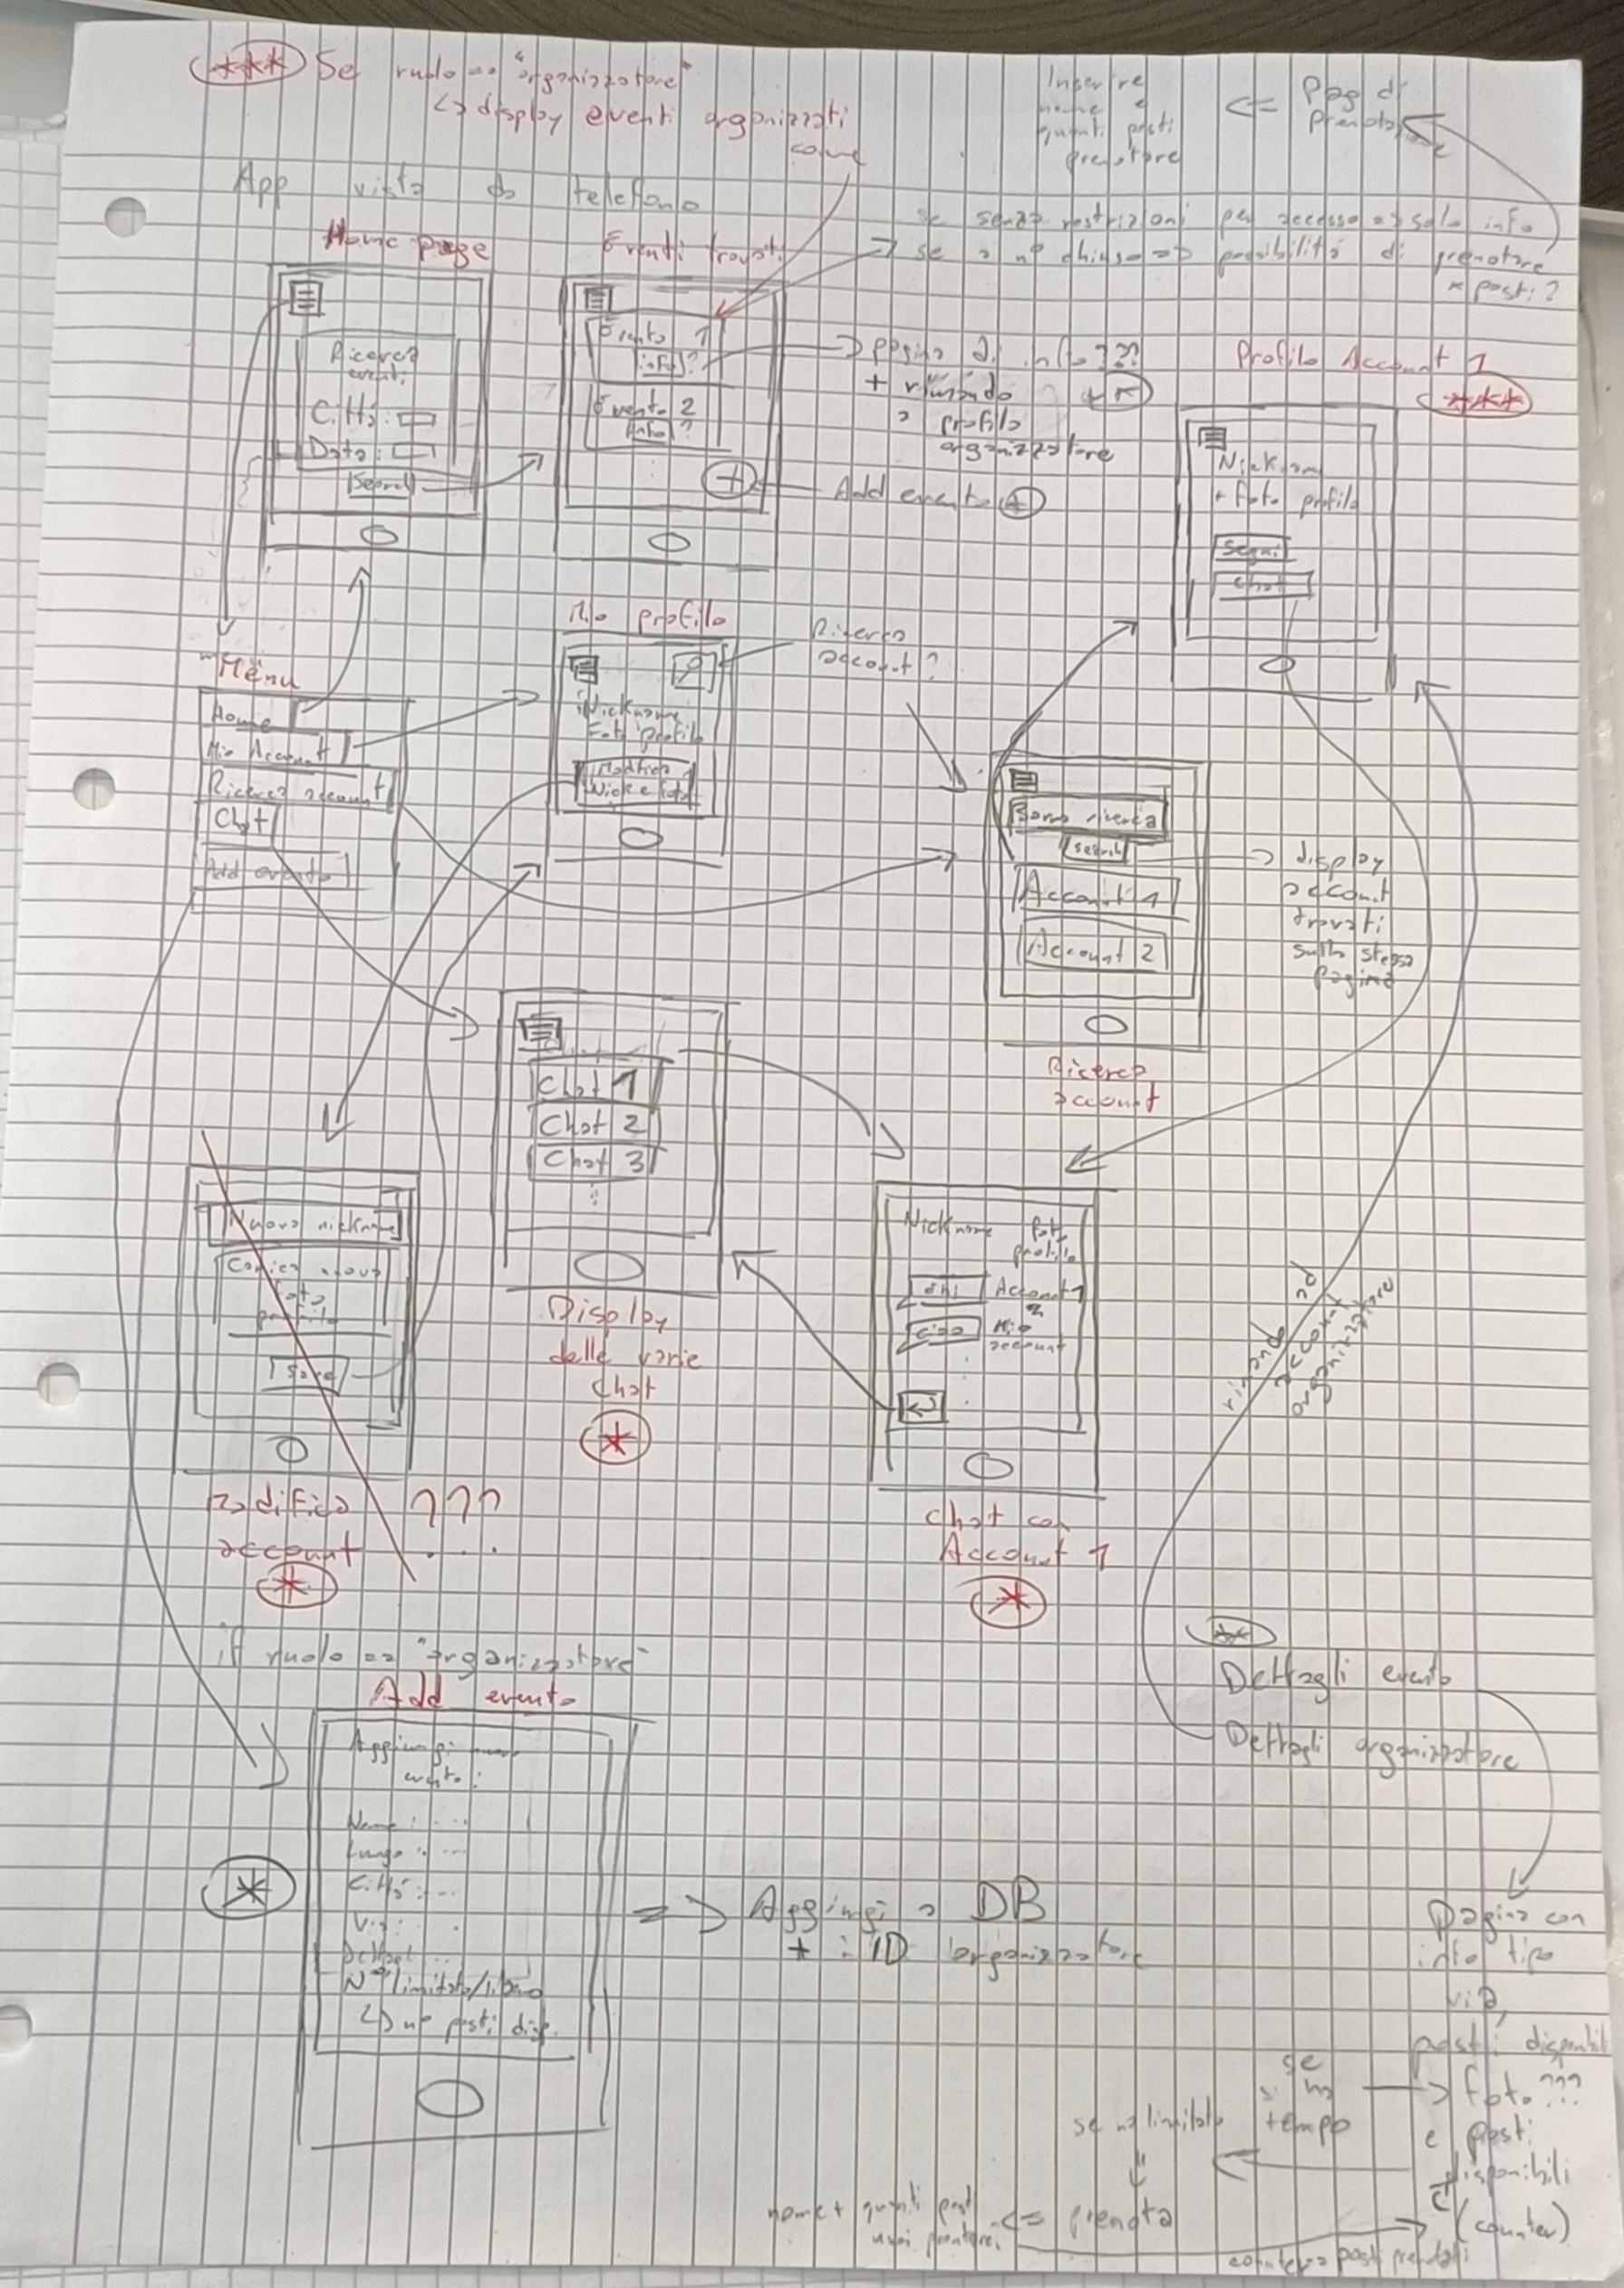 *** Se ruolo => "organizzatore"
↳ display eventi organizzati
come
Inserire
nome e
quanti posti
prenotare
<= Pag di
prenotazione
App vista da telefono
se senza restrizioni per accesso => solo info
se a n° chiuso => possibilità di prenotare
x posti?
Home page
Ricerca
eventi
Città:
Data:
Search
Eventi trovati
Evento 1
info?
Evento 2
info?
+
pagina di info???
+ rimando
a profilo
organizzatore
**
Add evento *
Profilo Account 1
***
Nickname
+ foto profilo
Segui
Chat
Menu
Home
Mio Account
Ricerca account
Chat
Add evento
Mio profilo
Nickname
Foto profilo
Modifica
Nick e foto
Ricerca
account?
Barra ricerca
search
Account 1
Account 2
Ricerca
account
display
account
trovati
sulla stessa
pagina
Chat 1
Chat 2
Chat 3
Display
delle varie
chat
*
Nuovo nickname
Carica nuova
foto
profilo
Save
modifica ???
account ...
*
Nickname foto
profilo
Account 1
ciao Mio
account
chat con
Account 1
*
rimando ad
account
organizzatore
if ruolo == "organizzatore"
Add evento
Aggiungi nuovo
evento:
Nome: ...
Luogo: ...
Città: ...
Via: ...
Dettagli ...
N° limitato/libero
↳ n° posti disp.
*
=> Aggiungi a DB
+ ID organizzatore
**
Dettagli evento
Dettagli organizzatore
Pagina con
info tipo
via,
posti disponibili
se
si ha
tempo
→ foto???
e posti
disponibili
(counter)
se n° limitato
prenota
<= nome + quanti posti
vuoi prenotare
counter => posti prenotati